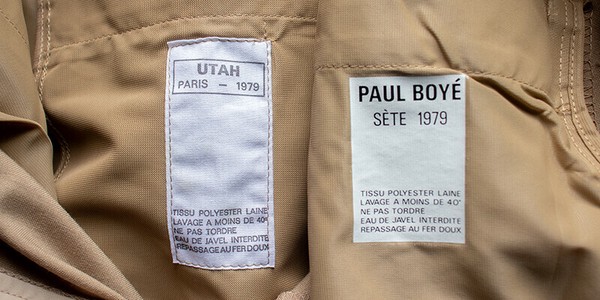 UTAH
PARIS – 1979
TISSU POLYESTER LAINE
LAVAGE A MOINS DE 40°
NE PAS TORDRE
EAU DE JAVEL INTERDITE
REPASSAGE AU FER DOUX
PAUL BOYÉ
SÈTE 1979
TISSU POLYESTER LAINE
LAVAGE A MOINS DE 40°
NE PAS TORDRE
EAU DE JAVEL INTERDITE
REPASSAGE AU FER DOUX